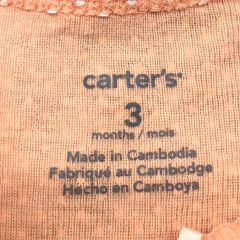 carter's
3
months / mois
Made in Cambodia
Fabriqué au Cambodge
Hecho en Camboya